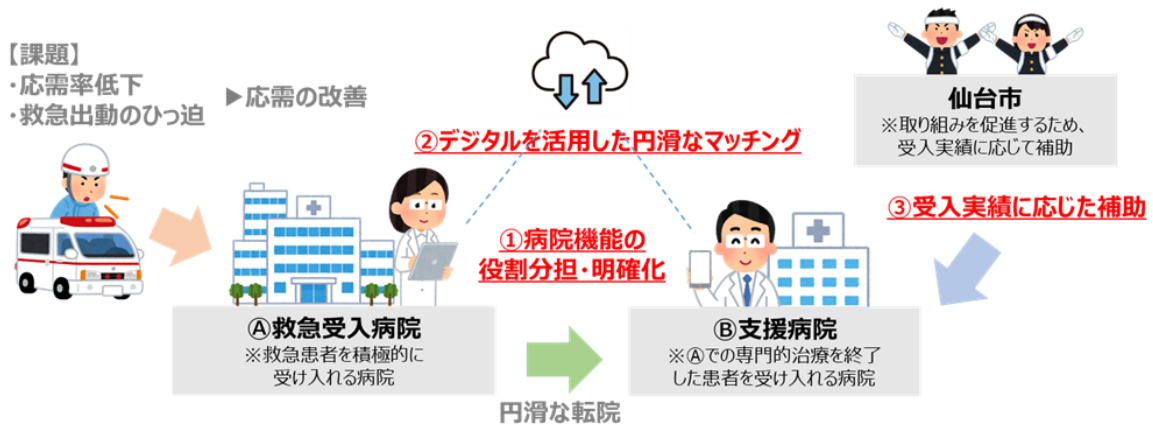 【課題】
・応需率低下
・救急出動のひっ迫
▶応需の改善
②デジタルを活用した円滑なマッチング
仙台市
※取り組みを促進するため、
受入実績に応じて補助
③受入実績に応じた補助
①病院機能の
役割分担・明確化
Ⓐ救急受入病院
※救急患者を積極的に
受け入れる病院
円滑な転院
Ⓑ支援病院
※Ⓐでの専門的治療を終了
した患者を受け入れる病院